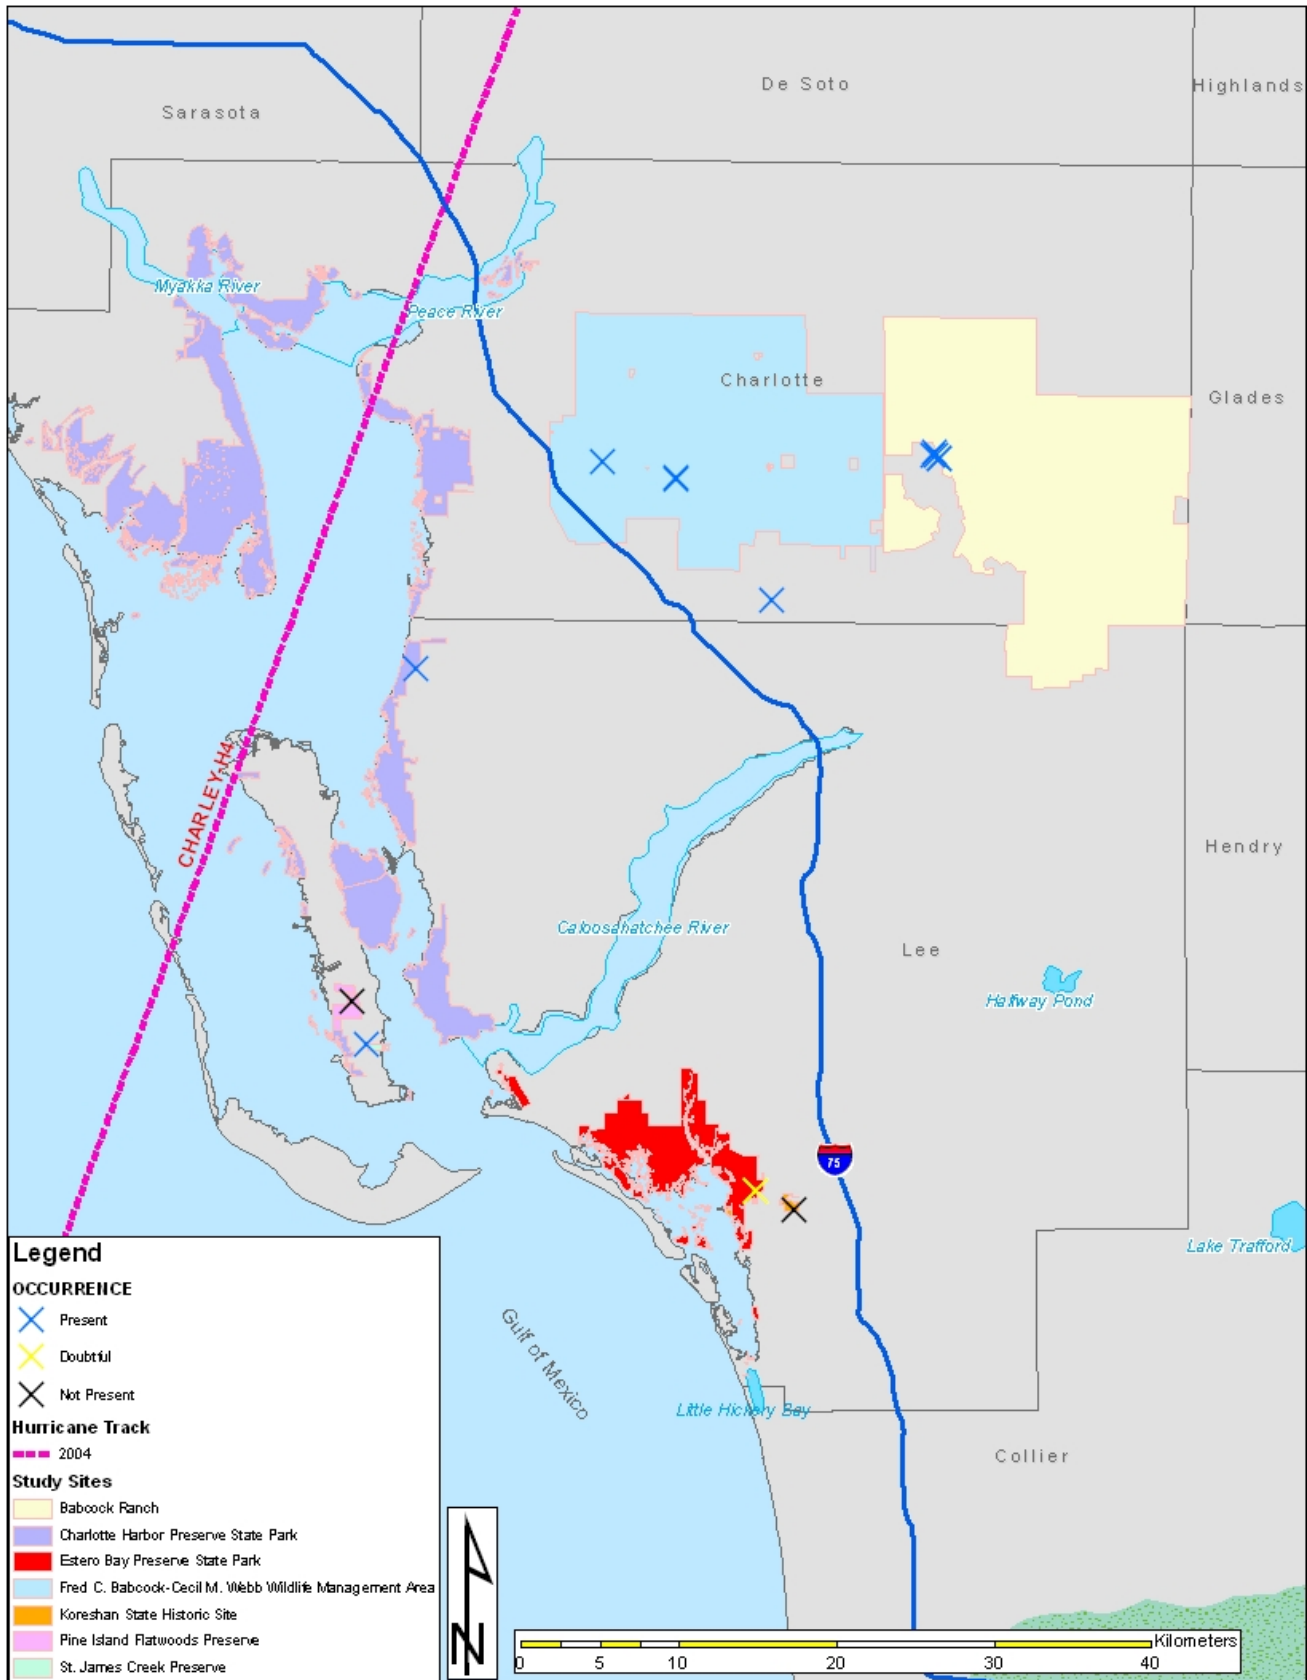 De Soto
Highlands
Sarasota
Myakka River
Peace River
Charlotte
Glades
CHARLEY-H4
Hendry
Caloosahatchee River
Lee
Halfway Pond
75
Lake Trafford
Gulf of Mexico
Little Hickory Bay
Collier
Legend
OCCURRENCE
Present
Doubtful
Not Present
Hurricane Track
2004
Study Sites
Babcock Ranch
Charlotte Harbor Preserve State Park
Estero Bay Preserve State Park
Fred C. Babcock-Cecil M. Webb Wildlife Management Area
Koreshan State Historic Site
Pine Island Flatwoods Preserve
St. James Creek Preserve
N
Kilometers
0 5 10 20 30 40